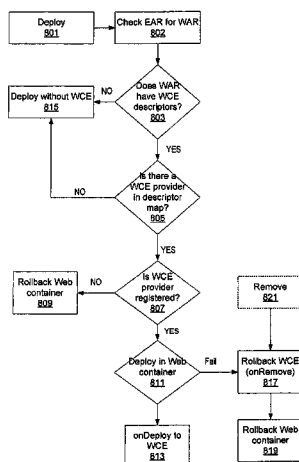 Deploy
801
Check EAR for WAR
802
Does WAR
have WCE
descriptors?
803
NO
Deploy without WCE
815
YES
Is there a
WCE provider
in descriptor
map?
805
NO
YES
Is WCE
provider
registered?
807
NO
Rollback Web
container
809
Remove
821
YES
Deploy in Web
container
811
Fail
Rollback WCE
(onRemove)
817
onDeploy to
WCE
813
Rollback Web
container
819